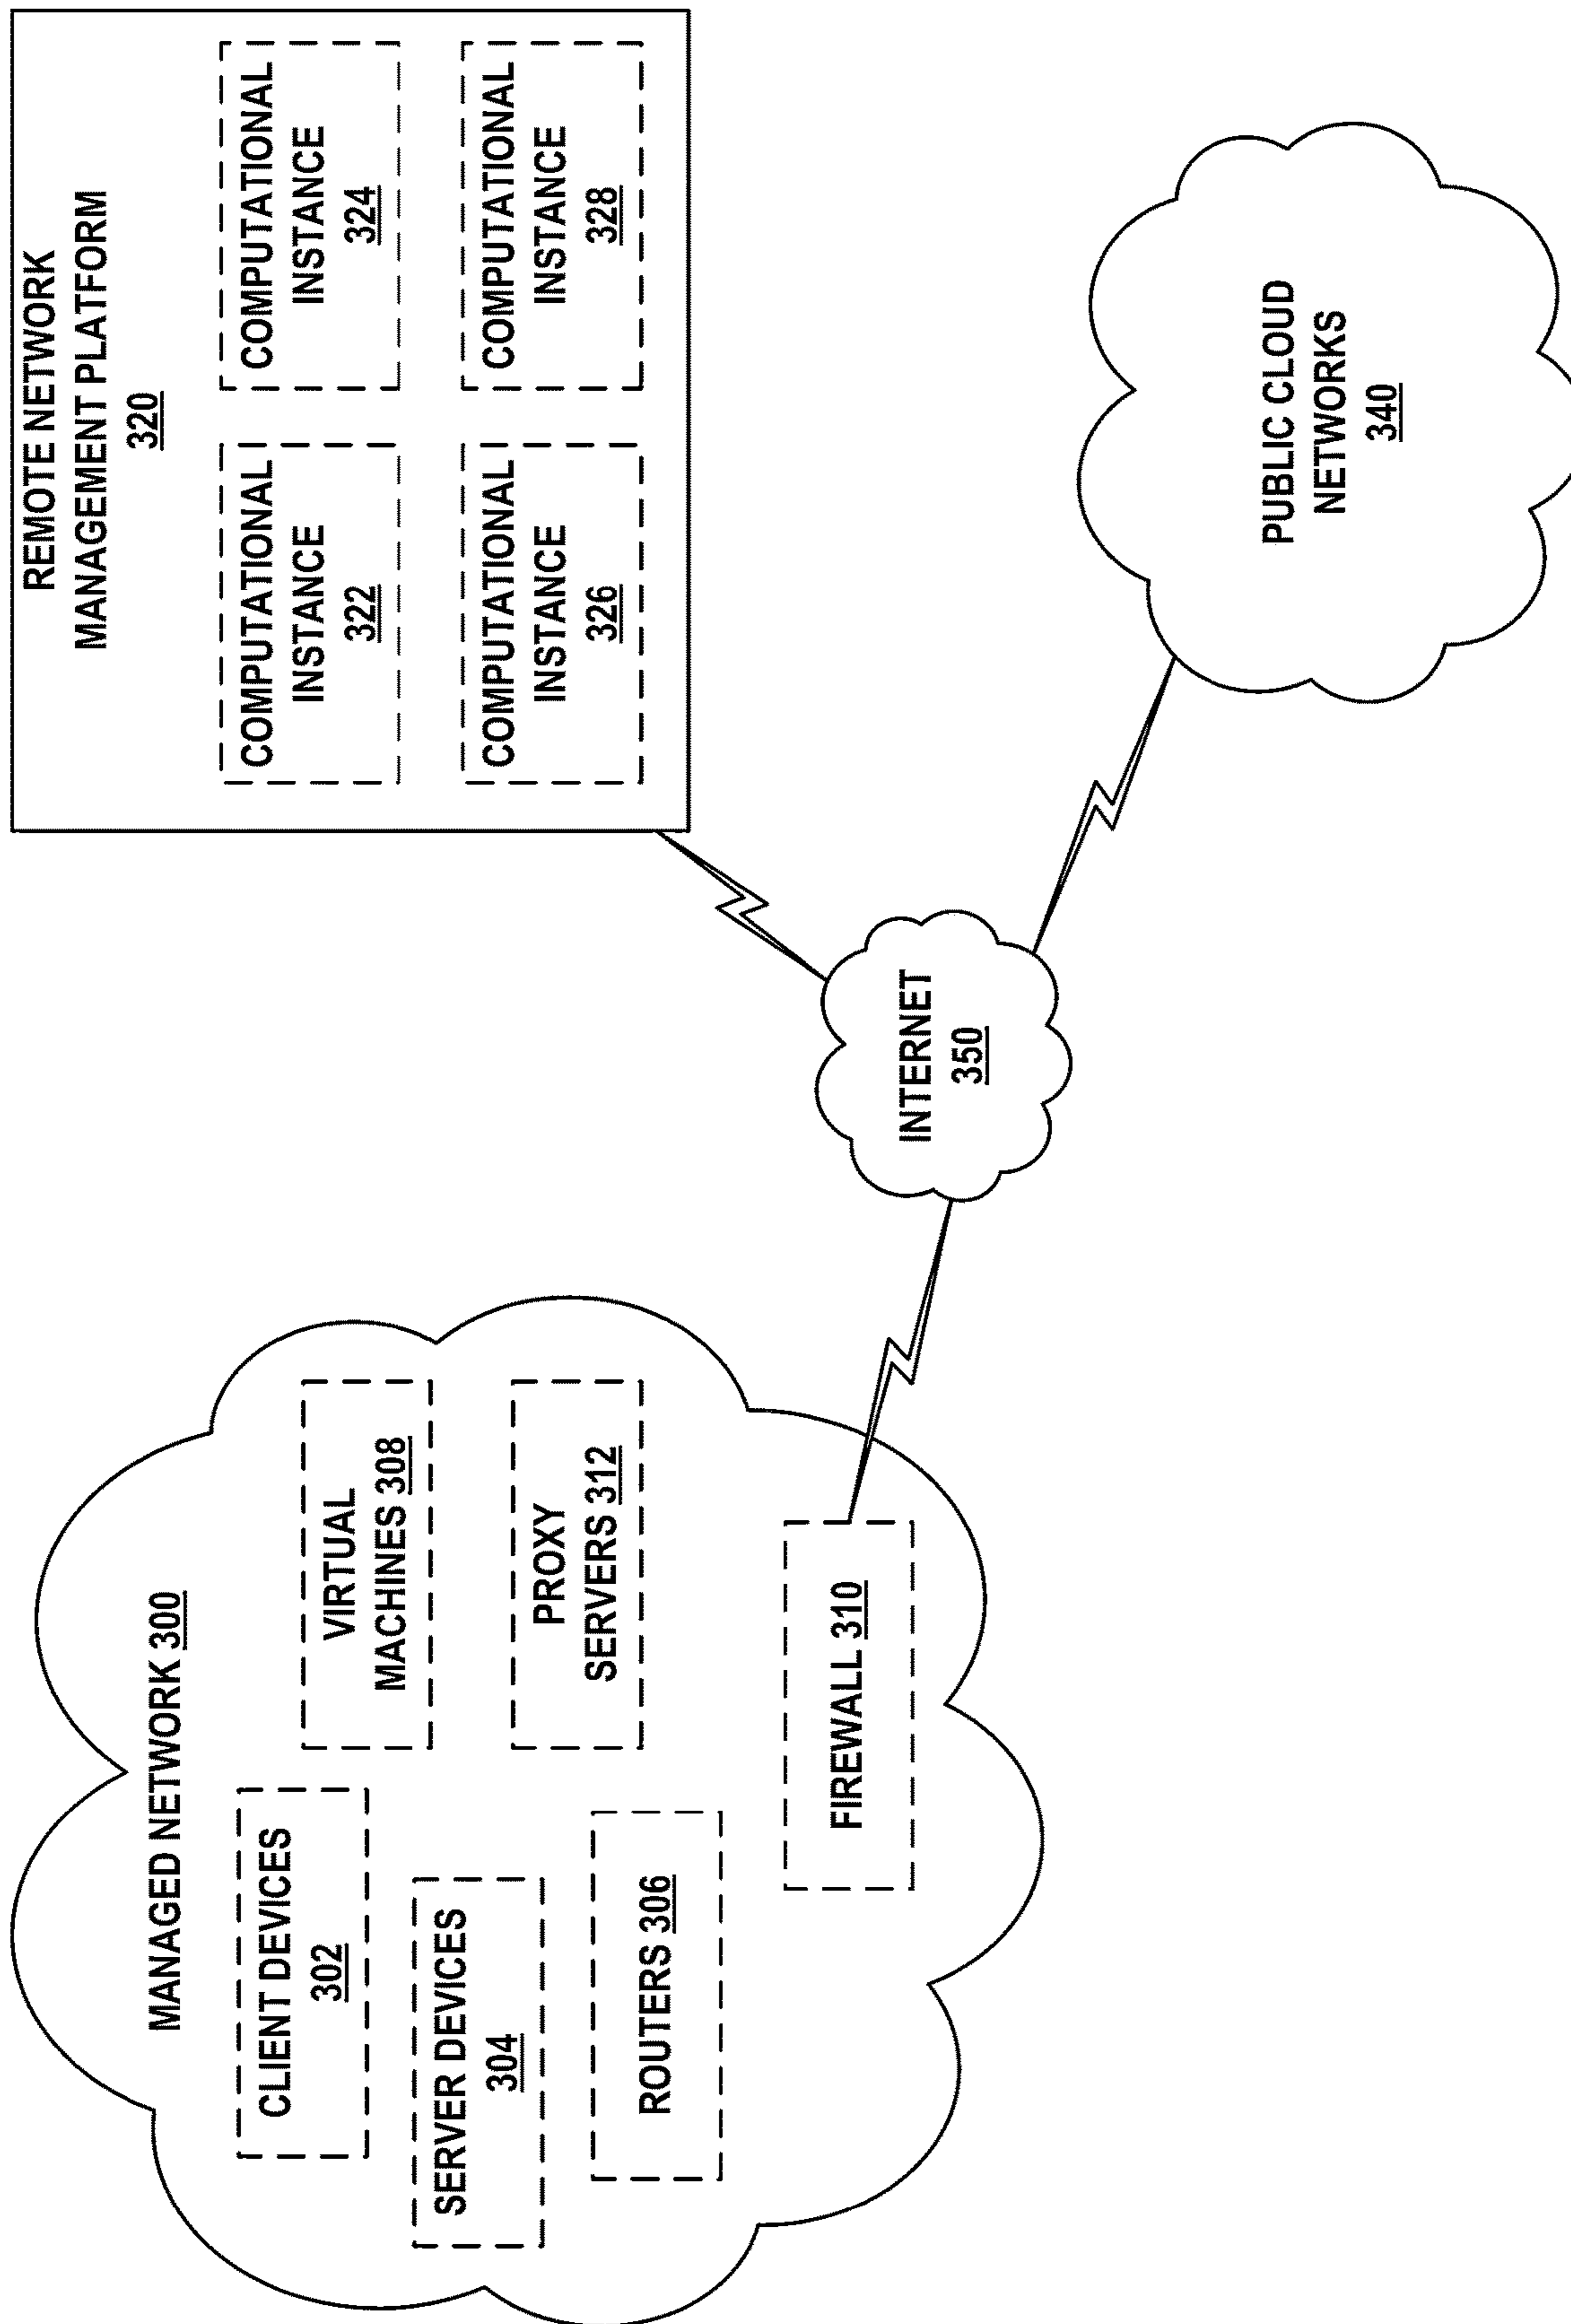 MANAGED NETWORK 300
CLIENT DEVICES
302
SERVER DEVICES
304
ROUTERS 306
VIRTUAL
MACHINES 308
PROXY
SERVERS 312
FIREWALL 310
INTERNET
350
REMOTE NETWORK
MANAGEMENT PLATFORM
320
COMPUTATIONAL
INSTANCE
322
COMPUTATIONAL
INSTANCE
324
COMPUTATIONAL
INSTANCE
326
COMPUTATIONAL
INSTANCE
328
PUBLIC CLOUD
NETWORKS
340